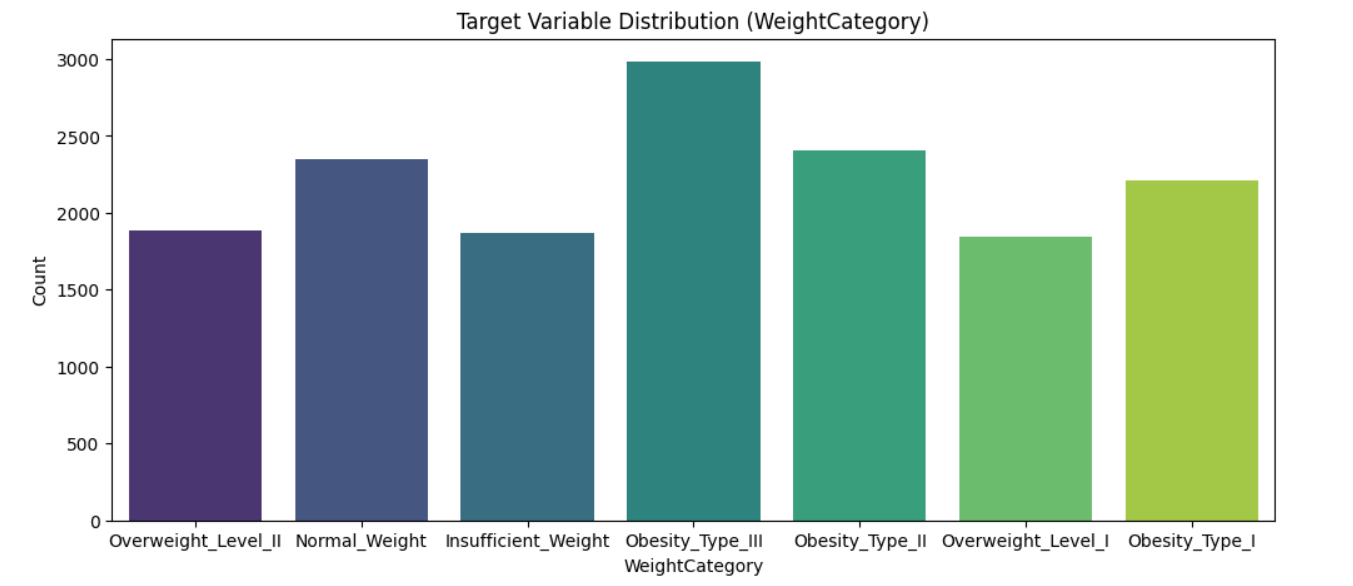 Target Variable Distribution (WeightCategory)
3000
2500
2000
1500
1000
500
0
Count
Overweight_Level_II Normal_Weight Insufficient_Weight Obesity_Type_III Obesity_Type_II Overweight_Level_I Obesity_Type_I
WeightCategory